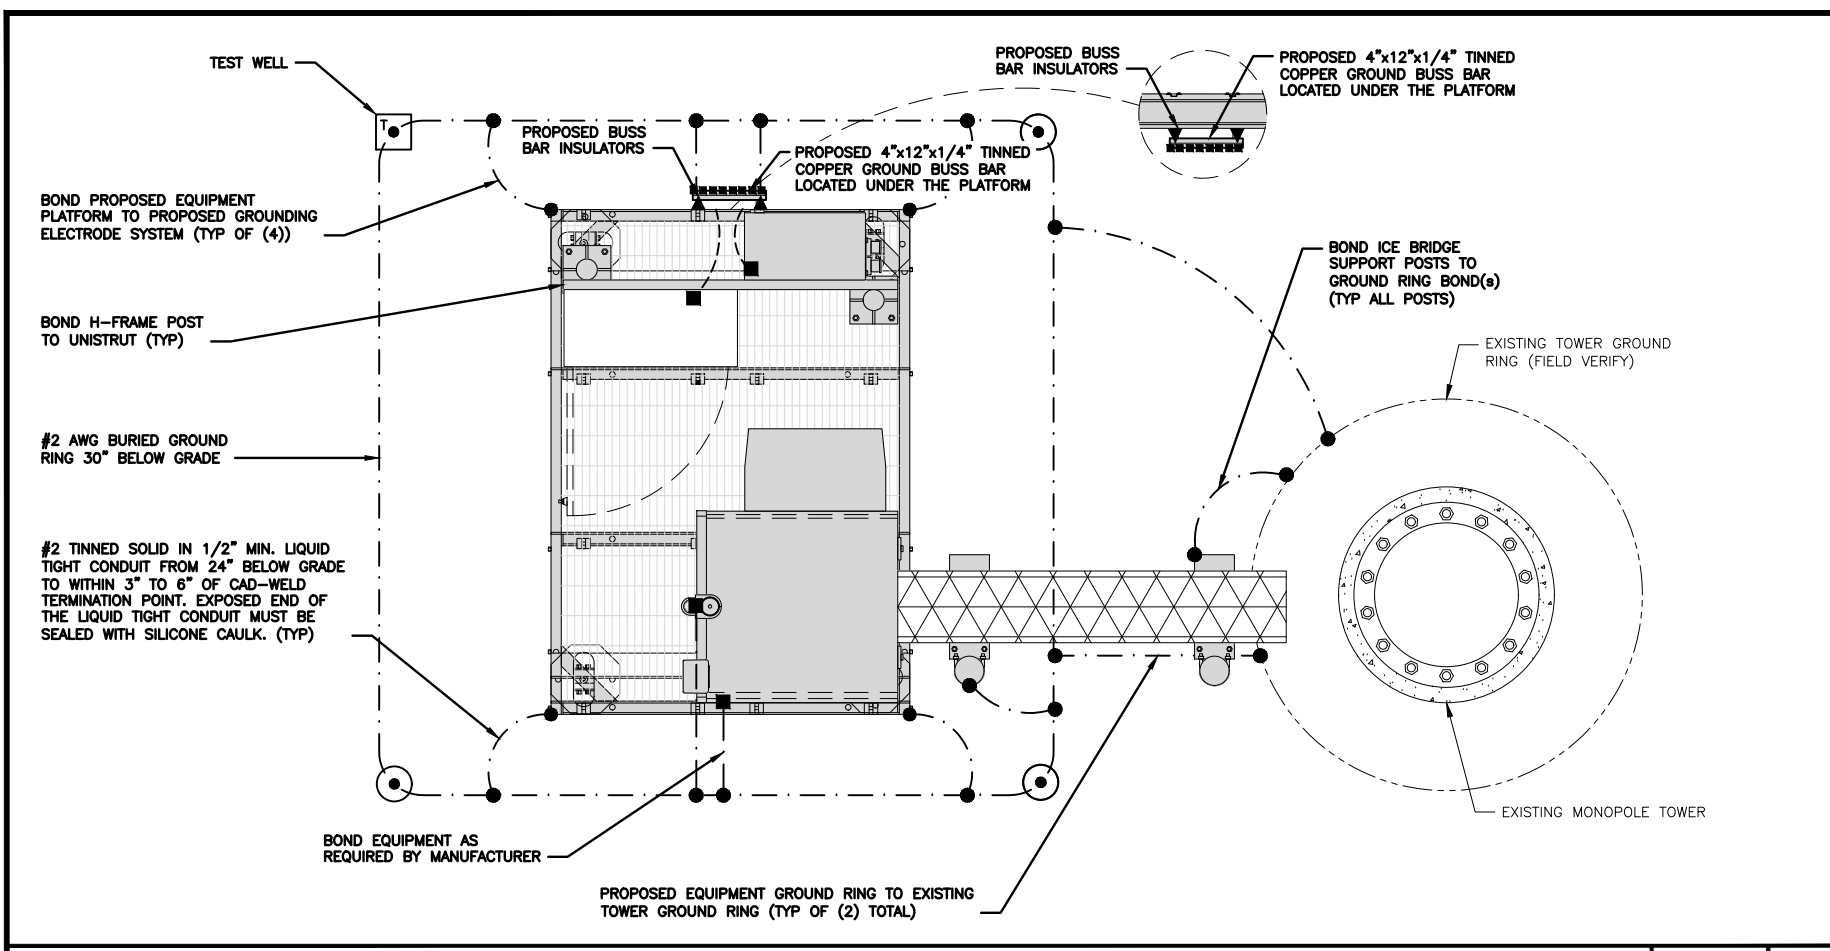 TEST WELL
T
PROPOSED BUSS
BAR INSULATORS
PROPOSED 4"x12"x1/4" TINNED
COPPER GROUND BUSS BAR
LOCATED UNDER THE PLATFORM
PROPOSED BUSS
BAR INSULATORS
PROPOSED 4"x12"x1/4" TINNED
COPPER GROUND BUSS BAR
LOCATED UNDER THE PLATFORM
BOND PROPOSED EQUIPMENT
PLATFORM TO PROPOSED GROUNDING
ELECTRODE SYSTEM (TYP OF (4))
BOND ICE BRIDGE
SUPPORT POSTS TO
GROUND RING BOND(s)
(TYP ALL POSTS)
BOND H-FRAME POST
TO UNISTRUT (TYP)
EXISTING TOWER GROUND
RING (FIELD VERIFY)
#2 AWG BURIED GROUND
RING 30" BELOW GRADE
#2 TINNED SOLID IN 1/2" MIN. LIQUID
TIGHT CONDUIT FROM 24" BELOW GRADE
TO WITHIN 3" TO 6" OF CAD-WELD
TERMINATION POINT. EXPOSED END OF
THE LIQUID TIGHT CONDUIT MUST BE
SEALED WITH SILICONE CAULK. (TYP)
EXISTING MONOPOLE TOWER
BOND EQUIPMENT AS
REQUIRED BY MANUFACTURER
PROPOSED EQUIPMENT GROUND RING TO EXISTING
TOWER GROUND RING (TYP OF (2) TOTAL)